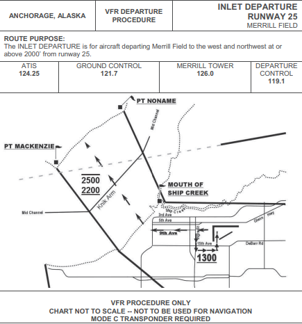 ANCHORAGE, ALASKA
VFR DEPARTURE
PROCEDURE
INLET DEPARTURE
RUNWAY 25
MERRILL FIELD
ROUTE PURPOSE:
The INLET DEPARTURE is for aircraft departing Merrill Field to the west and northwest at or
above 2000' from runway 25.
ATIS
124.25
GROUND CONTROL
121.7
MERRILL TOWER
126.0
DEPARTURE
CONTROL
119.1
PT NONAME
Mid Channel
PT MACKENZIE
2500
2200
Knik Arm
MOUTH OF
SHIP CREEK
Mid Channel
3rd Ave
5th Ave
9th Ave
15th Ave
1300
Glenn Hwy
DeBarr Rd
VFR PROCEDURE ONLY
CHART NOT TO SCALE -- NOT TO BE USED FOR NAVIGATION
MODE C TRANSPONDER REQUIRED